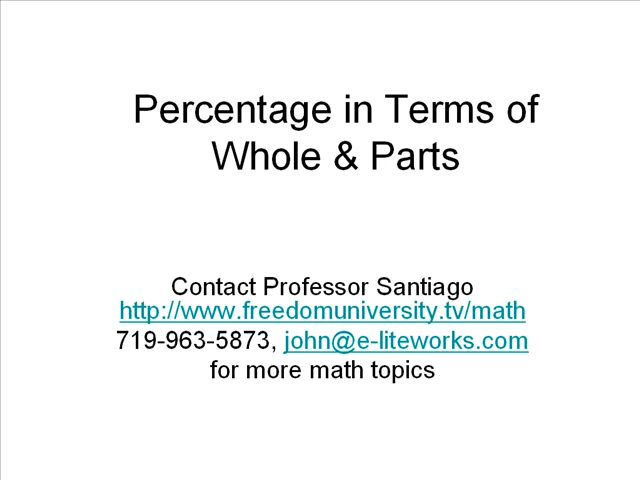 Percentage in Terms of
Whole & Parts
Contact Professor Santiago
http://www.freedomuniversity.tv/math
719-963-5873, john@e-liteworks.com
for more math topics